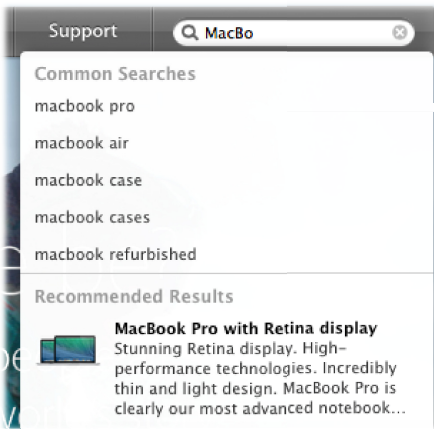 Support
MacBo
Common Searches
macbook pro
macbook air
macbook case
macbook cases
macbook refurbished
Recommended Results
MacBook Pro with Retina display
Stunning Retina display. High-
performance technologies. Incredibly
thin and light design. MacBook Pro is
clearly our most advanced notebook...